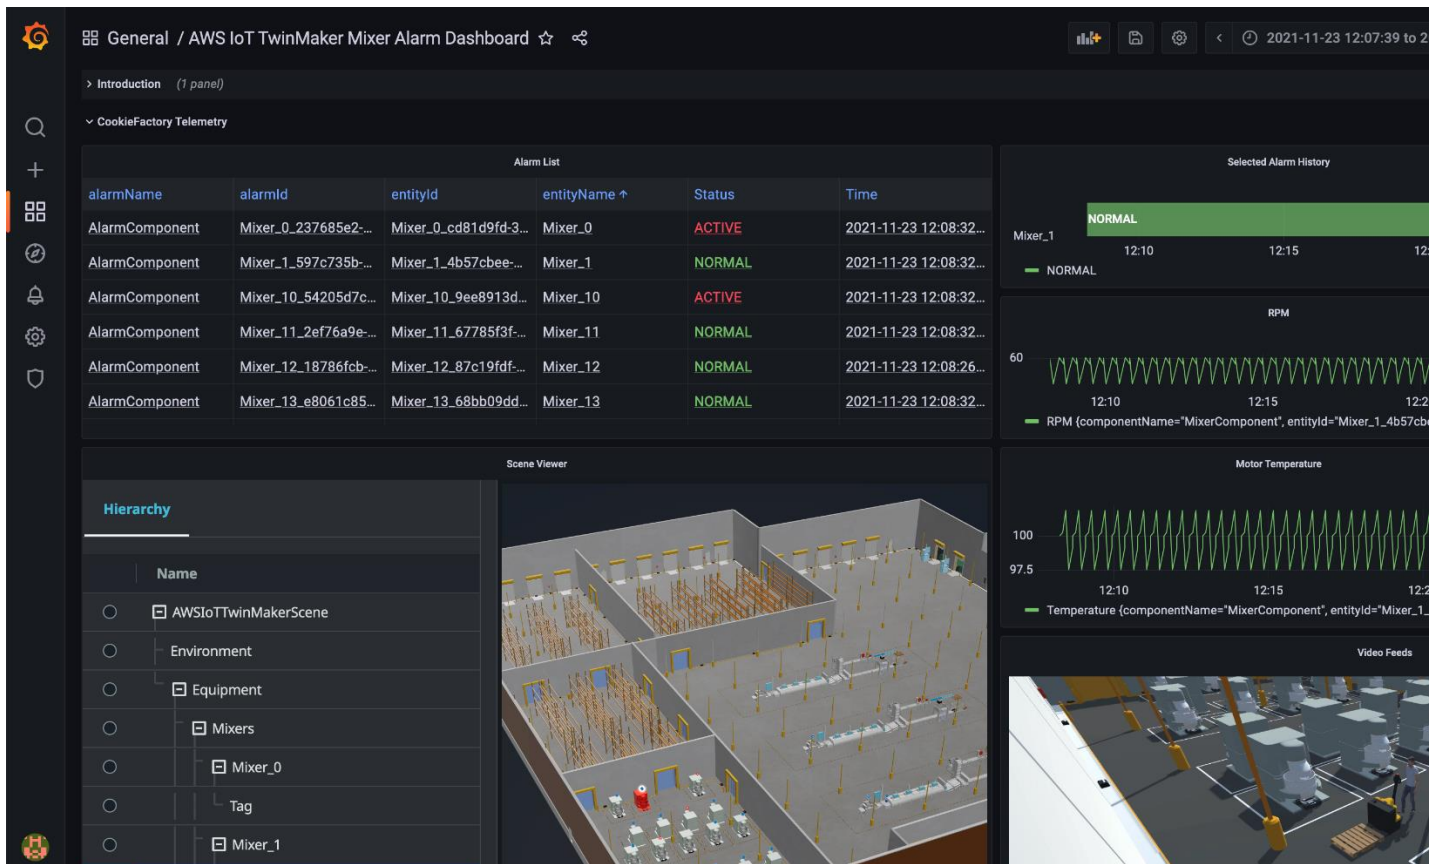 General / AWS IoT TwinMaker Mixer Alarm Dashboard
2021-11-23 12:07:39 to 2
Introduction (1 panel)
CookieFactory Telemetry
Alarm List
alarmName alarmId entityId entityName Status Time
AlarmComponent Mixer_0_237685e2-... Mixer_0_cd81d9fd-3... Mixer_0 ACTIVE 2021-11-23 12:08:32...
AlarmComponent Mixer_1_597c735b-... Mixer_1_4b57cbee-... Mixer_1 NORMAL 2021-11-23 12:08:32...
AlarmComponent Mixer_10_54205d7c... Mixer_10_9ee8913d... Mixer_10 ACTIVE 2021-11-23 12:08:32...
AlarmComponent Mixer_11_2ef76a9e-... Mixer_11_67785f3f-... Mixer_11 NORMAL 2021-11-23 12:08:32...
AlarmComponent Mixer_12_18786fcb-... Mixer_12_87c19fdf-... Mixer_12 NORMAL 2021-11-23 12:08:26...
AlarmComponent Mixer_13_e8061c85... Mixer_13_68bb09dd... Mixer_13 NORMAL 2021-11-23 12:08:32...
Selected Alarm History
NORMAL
Mixer_1
12:10 12:15 12:
NORMAL
RPM
60
12:10 12:15 12:2
RPM {componentName="MixerComponent", entityId="Mixer_1_4b57cb
Scene Viewer
Hierarchy
Name
AWSIoTTwinMakerScene
Environment
Equipment
Mixers
Mixer_0
Tag
Mixer_1
Motor Temperature
100
97.5
12:10 12:15 12:2
Temperature {componentName="MixerComponent", entityId="Mixer_1_
Video Feeds